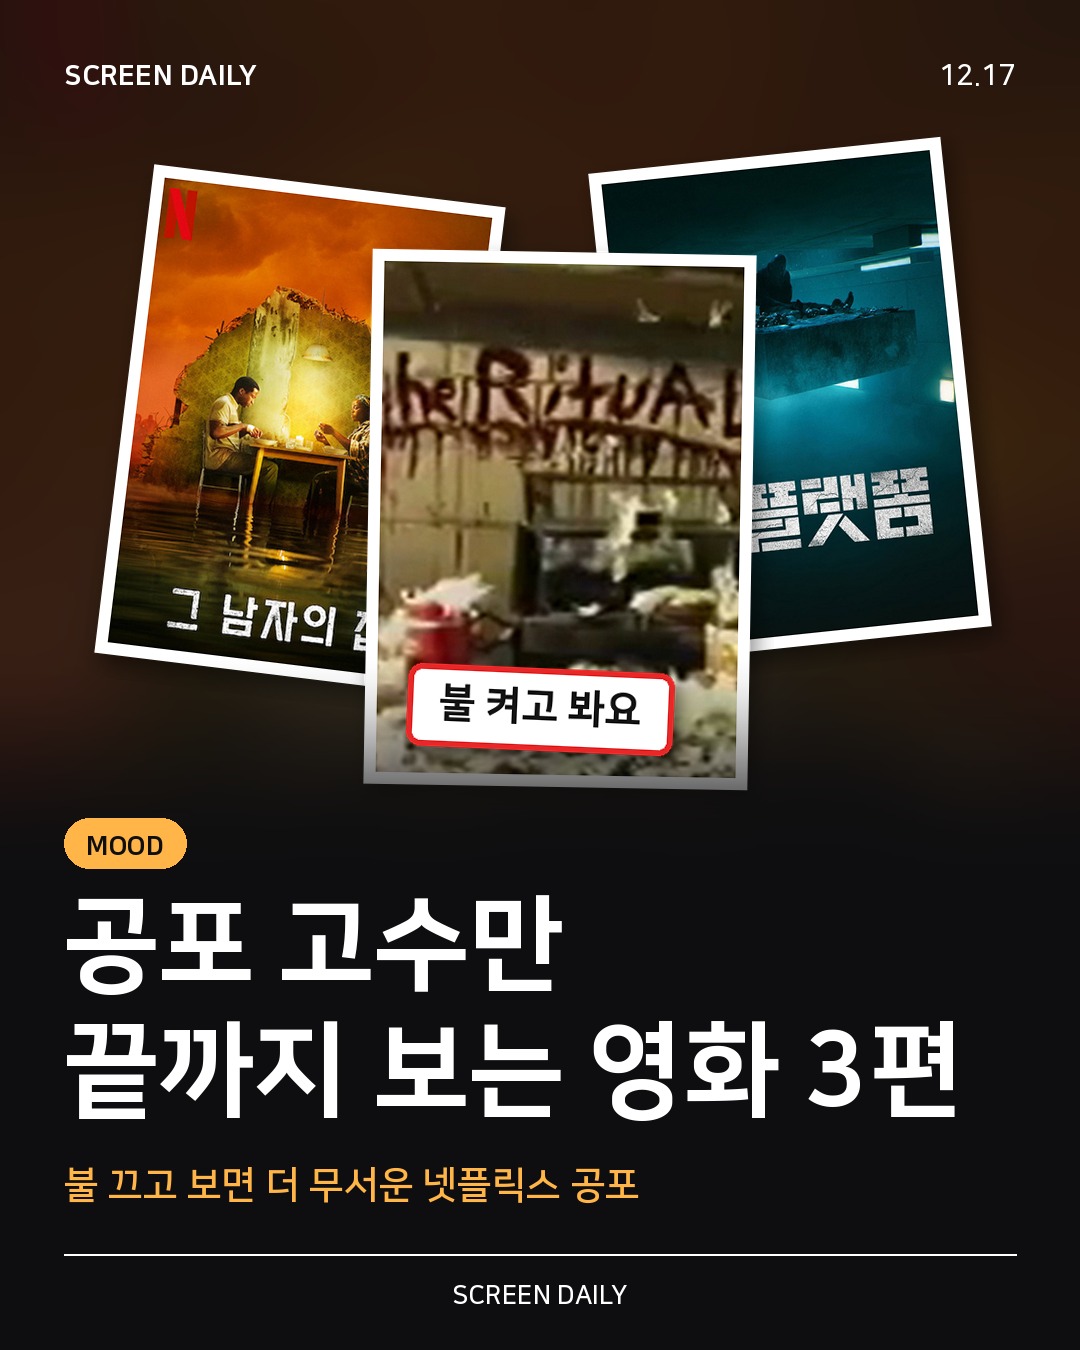 SCREEN DAILY
12.17
N
he RituAL
그 남자의
플랫폼
불 켜고 봐요
MOOD
공포 고수만
끝까지 보는 영화 3편
불 끄고 보면 더 무서운 넷플릭스 공포
SCREEN DAILY